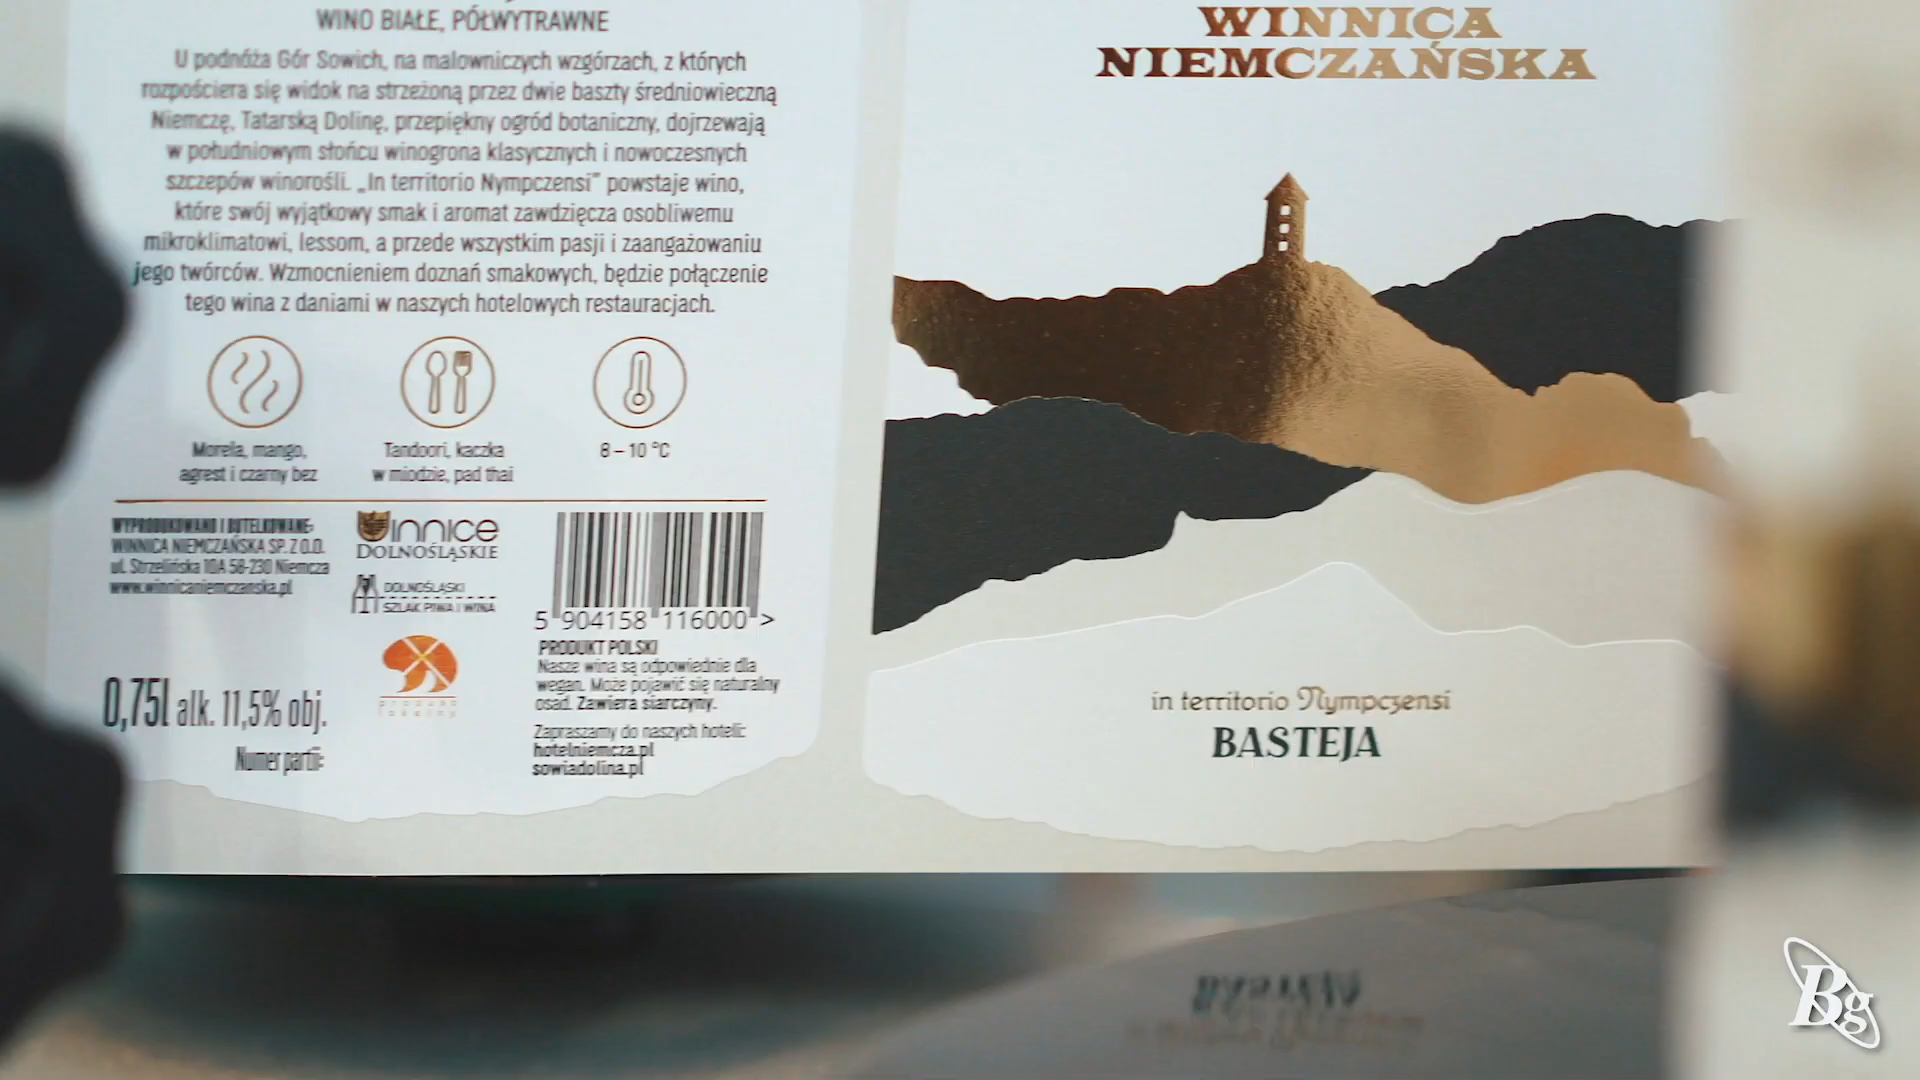 WINO BIAŁE, PÓŁWYTRAWNE
U podnóża Gór Sowich, na malowniczych wzgórzach, z których
rozpościera się widok na strzeżoną przez dwie baszty średniowieczną
Niemczę, Tatarską Dolinę, przepiękny ogród botaniczny, dojrzewają
w południowym słońcu winogrona klasycznych i nowoczesnych
szczepów winorośli. „In territorio Nympczensi” powstaje wino,
które swój wyjątkowy smak i aromat zawdzięcza osobliwemu
mikroklimatowi, lessom, a przede wszystkim pasji i zaangażowaniu
jego twórców. Wzmocnieniem doznań smakowych, będzie połączenie
tego wina z daniami w naszych hotelowych restauracjach.
Morela, mango,
agrest i czarny bez
Tandoori, kaczka
w miodzie, pad thai
8 – 10 °C
WYPRODUKOWANO I BUTELKOWANE:
WINNICA NIEMCZAŃSKA SP. Z O.O.
ul. Strzelińska 10A 58-230 Niemcza
www.winnicaniemczanska.pl
WINNICE
DOLNOŚLĄSKIE
DOLNOŚLĄSKI
SZLAK PIWA I WINA
produkt
lokalny
5 904158 116000 >
PRODUKT POLSKI
Nasze wina są odpowiednie dla
wegan. Może pojawić się naturalny
osad. Zawiera siarczyny.
Zapraszamy do naszych hoteli:
hotelniemcza.pl
sowiadolina.pl
0,75l alk. 11,5% obj.
Numer partii:
WINNICA
NIEMCZAŃSKA
in territorio Nympczensi
BASTEJA
Bg